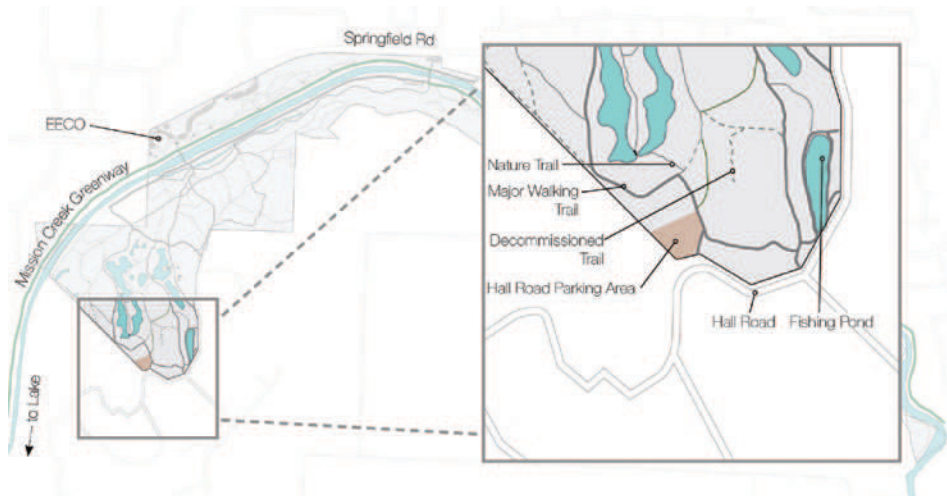 Springfield Rd
EECO
Mission Creek Greenway
to Lake
Nature Trail
Major Walking
Trail
Decommissioned
Trail
Hall Road Parking Area
Hall Road
Fishing Pond